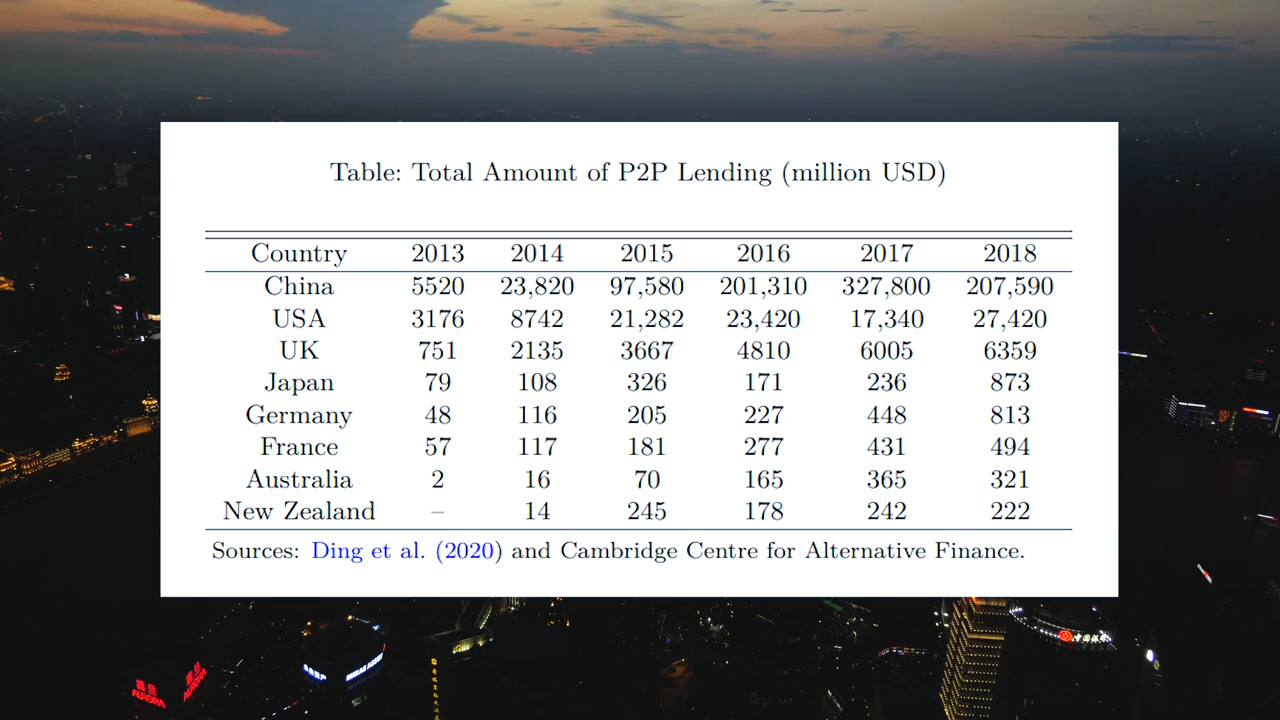 Table: Total Amount of P2P Lending (million USD)
Country 2013 2014 2015 2016 2017 2018
China 5520 23,820 97,580 201,310 327,800 207,590
USA 3176 8742 21,282 23,420 17,340 27,420
UK 751 2135 3667 4810 6005 6359
Japan 79 108 326 171 236 873
Germany 48 116 205 227 448 813
France 57 117 181 277 431 494
Australia 2 16 70 165 365 321
New Zealand – 14 245 178 242 222
Sources: Ding et al. (2020) and Cambridge Centre for Alternative Finance.
震旦 AURORA
AURORA